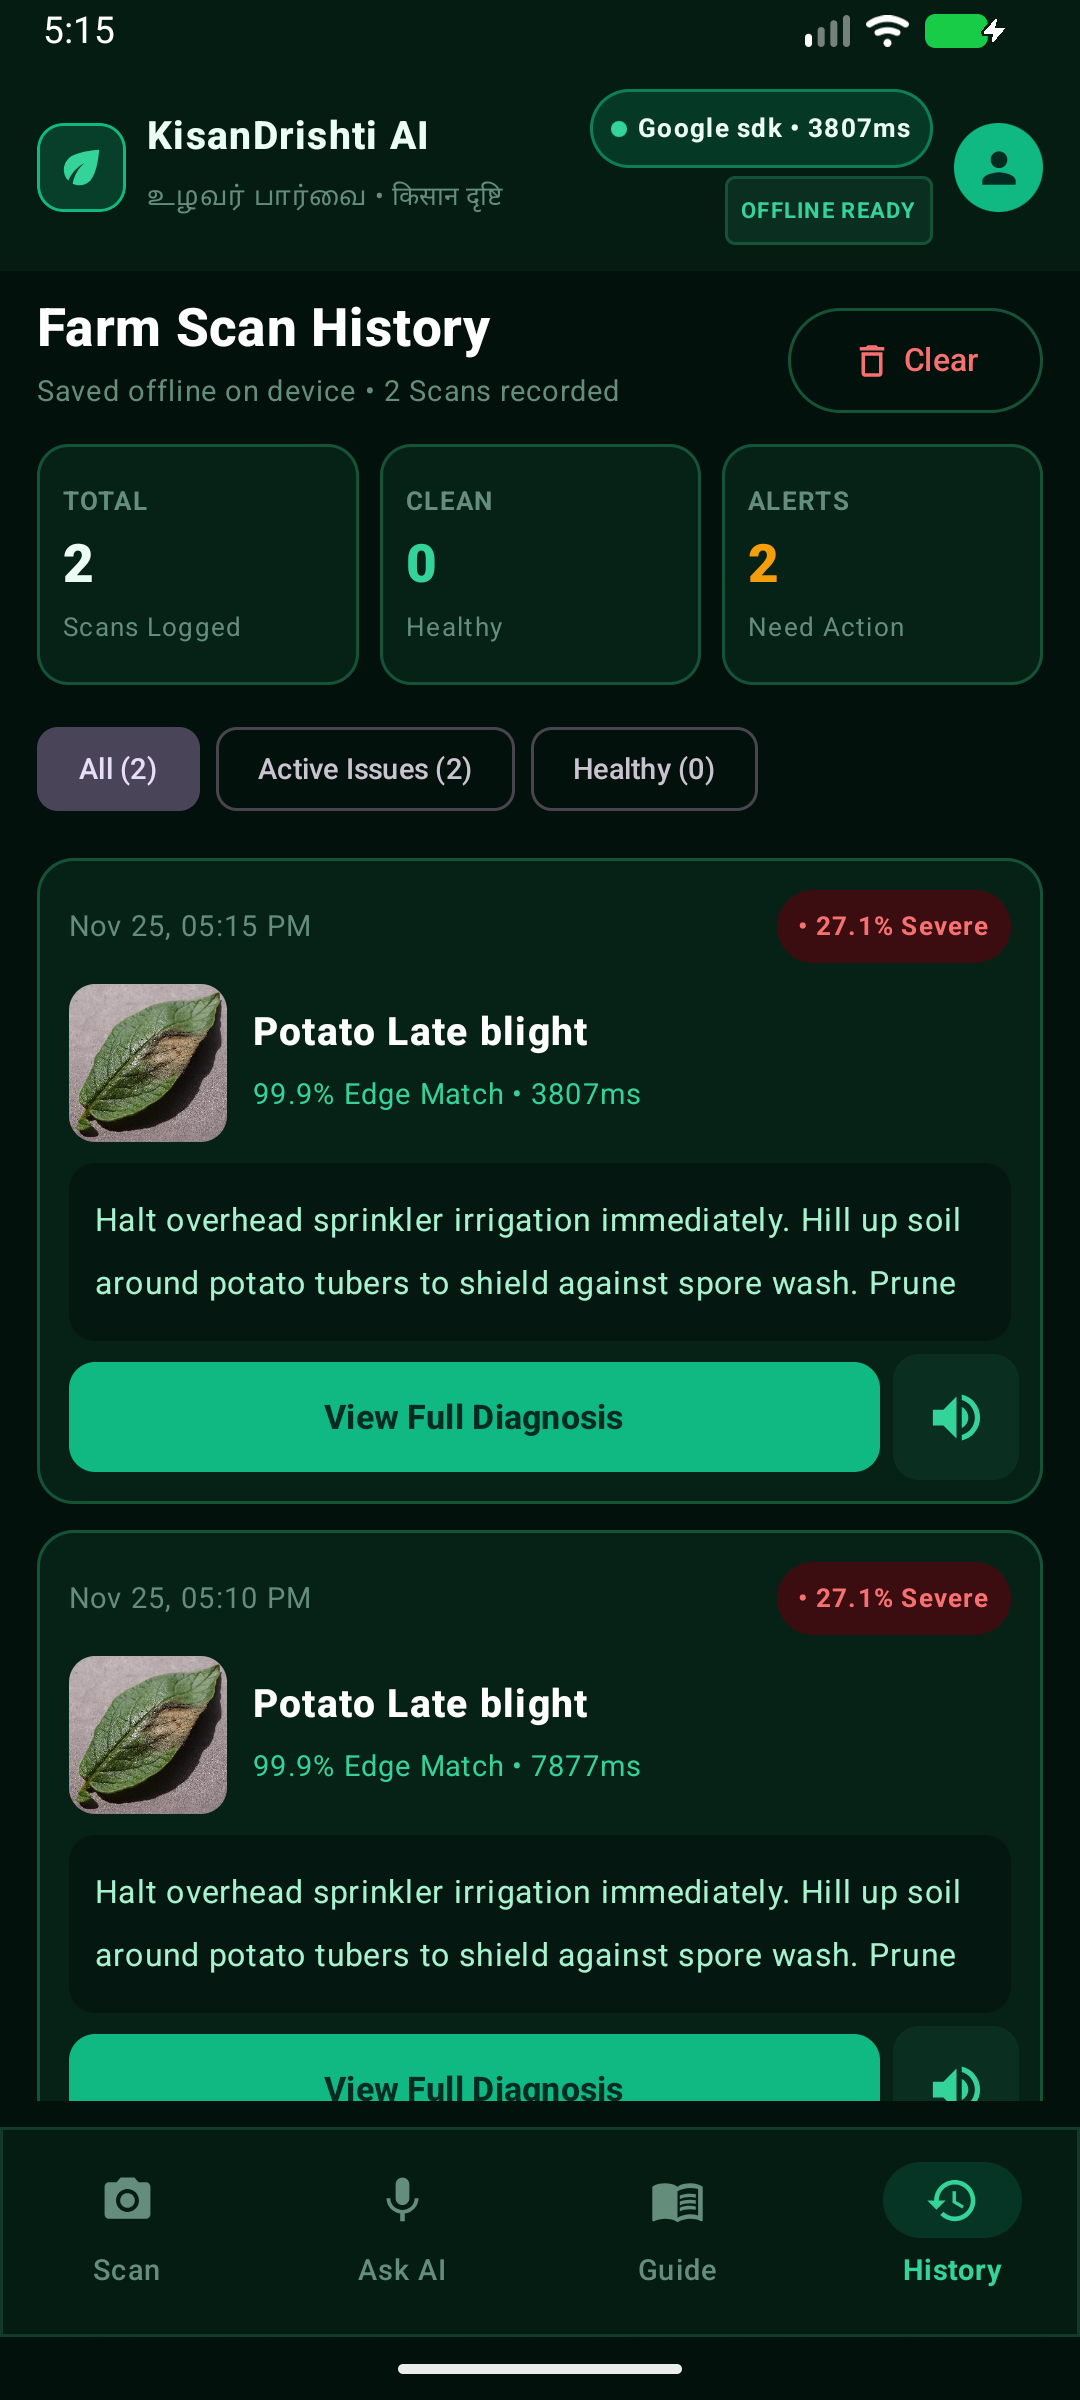 5:15
KisanDrishti AI
உழவர் பார்வை • किसान दृष्टि
Google sdk • 3807ms
OFFLINE READY
Farm Scan History
Saved offline on device • 2 Scans recorded
Clear
TOTAL
2
Scans Logged
CLEAN
0
Healthy
ALERTS
2
Need Action
All (2)
Active Issues (2)
Healthy (0)
Nov 25, 05:15 PM
• 27.1% Severe
Potato Late blight
99.9% Edge Match • 3807ms
Halt overhead sprinkler irrigation immediately. Hill up soil
around potato tubers to shield against spore wash. Prune
View Full Diagnosis
Nov 25, 05:10 PM
• 27.1% Severe
Potato Late blight
99.9% Edge Match • 7877ms
Halt overhead sprinkler irrigation immediately. Hill up soil
around potato tubers to shield against spore wash. Prune
View Full Diagnosis
Scan
Ask AI
Guide
History